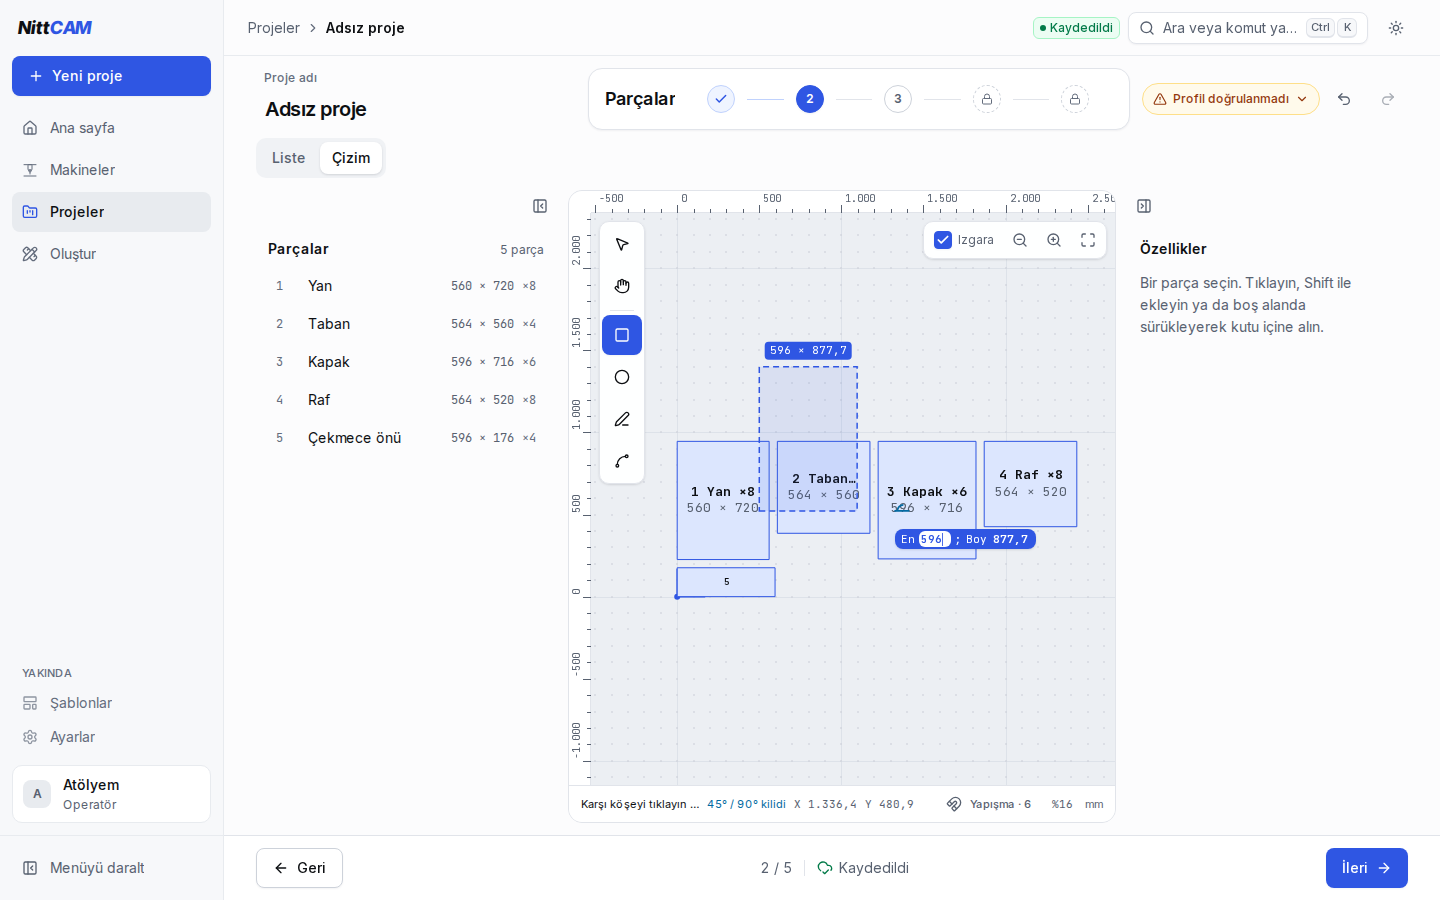 NittCAM
Yeni proje
Ana sayfa
Makineler
Projeler
Oluştur
YAKINDA
Şablonlar
Ayarlar
A
Atölyem
Operatör
Menüyü daralt
Projeler
Adsız proje
Kaydedildi
Ara veya komut ya...
Ctrl
K
Proje adı
Adsız proje
Parçalar
2
3
Profil doğrulanmadı
Liste
Çizim
Parçalar
5 parça
1 Yan 560 × 720 ×8
2 Taban 564 × 560 ×4
3 Kapak 596 × 716 ×6
4 Raf 564 × 520 ×8
5 Çekmece önü 596 × 176 ×4
-500 0 500 1.000 1.500 2.000
2.000
1.500
1.000
500
0
-500
-1.000
Izgara
596 × 877,7
1 Yan ×8
560 × 720
2 Taban…
564 × 560
3 Kapak ×6
596 × 716
4 Raf ×8
564 × 520
5
En 596 ; Boy 877,7
Karşı köşeyi tıklayın ...
45° / 90° kilidi
X 1.336,4 Y 480,9
Yapışma · 6
%16
mm
Özellikler
Bir parça seçin. Tıklayın, Shift ile
ekleyin ya da boş alanda
sürükleyerek kutu içine alın.
Geri
2 / 5
Kaydedildi
İleri